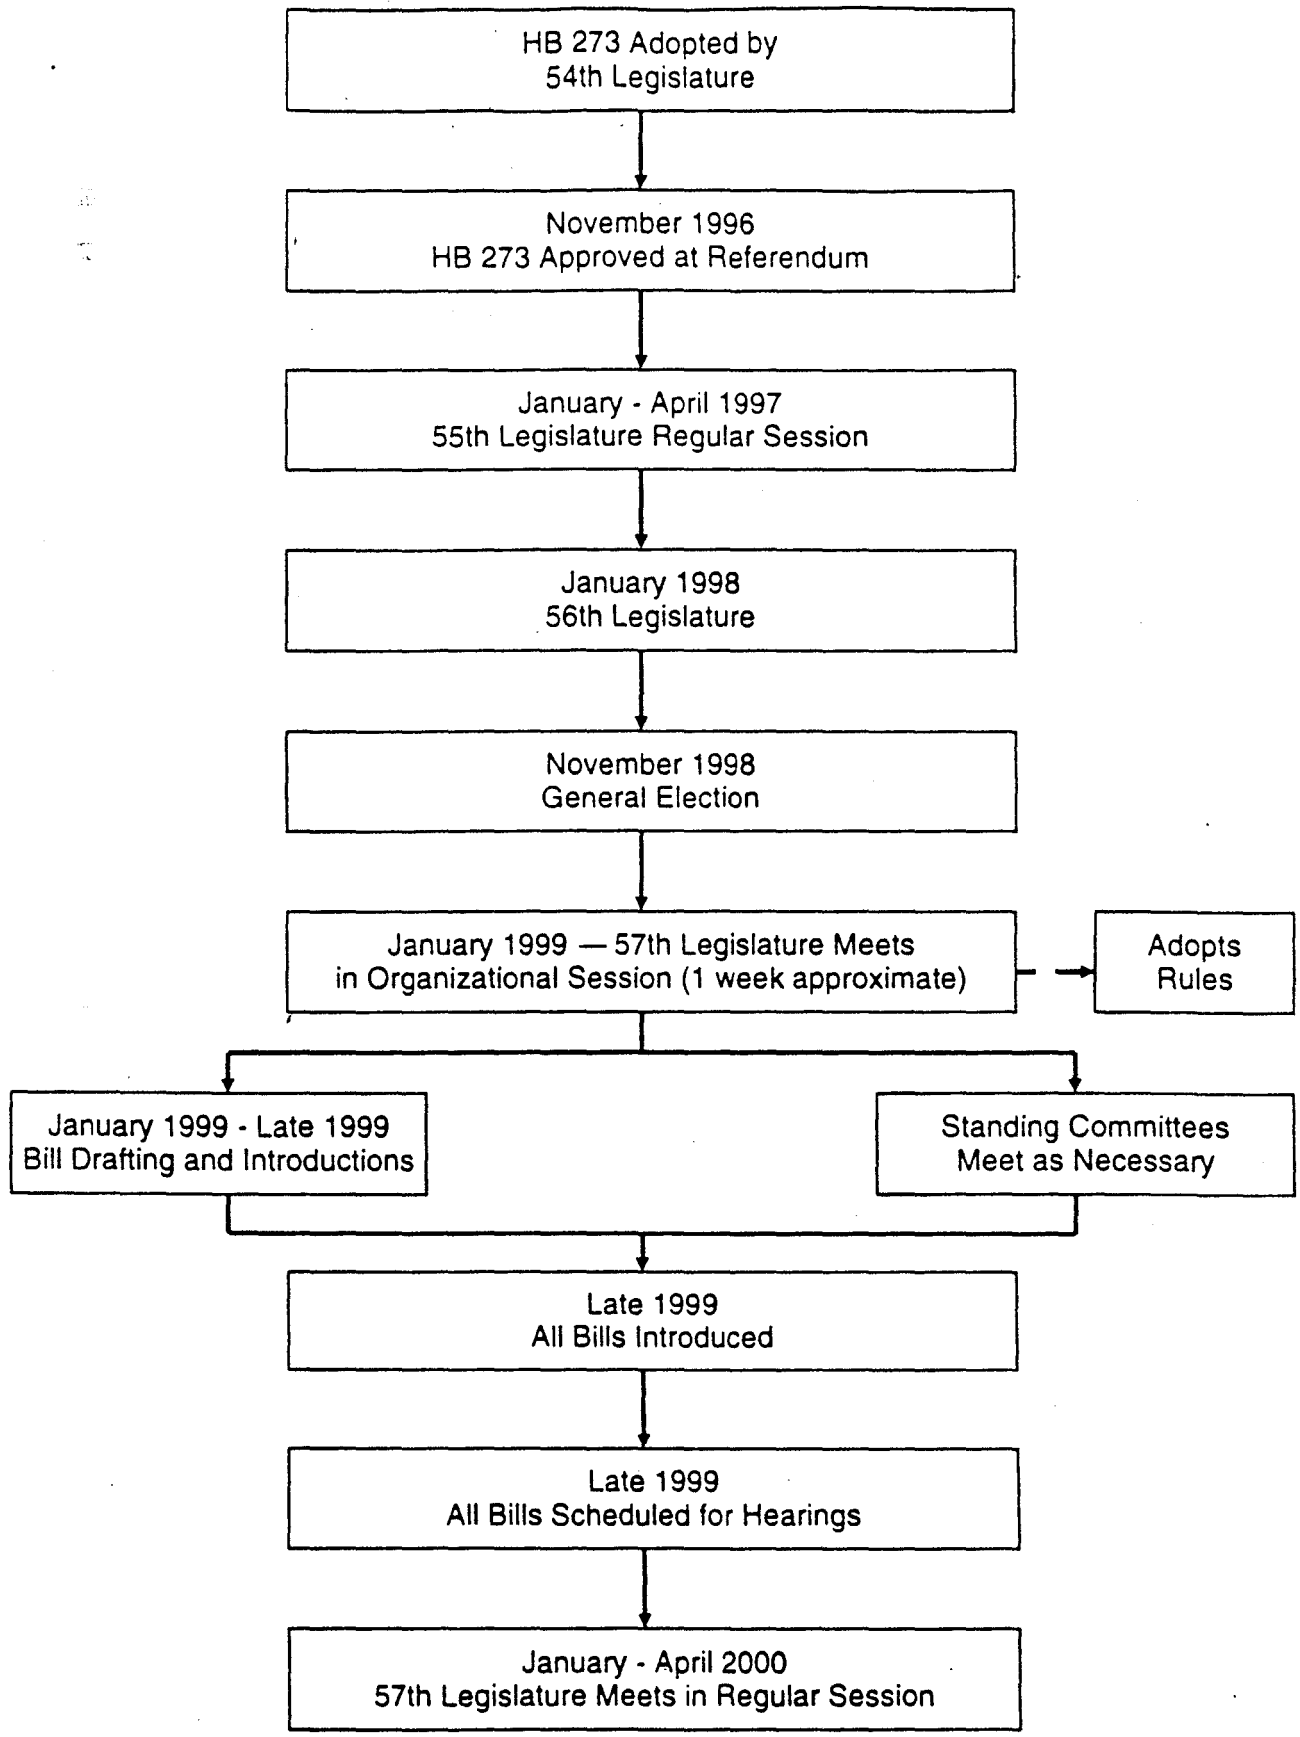 HB 273 Adopted by
54th Legislature
November 1996
HB 273 Approved at Referendum
January - April 1997
55th Legislature Regular Session
January 1998
56th Legislature
November 1998
General Election
January 1999 — 57th Legislature Meets
in Organizational Session (1 week approximate)
Adopts
Rules
January 1999 - Late 1999
Bill Drafting and Introductions
Standing Committees
Meet as Necessary
Late 1999
All Bills Introduced
Late 1999
All Bills Scheduled for Hearings
January - April 2000
57th Legislature Meets in Regular Session